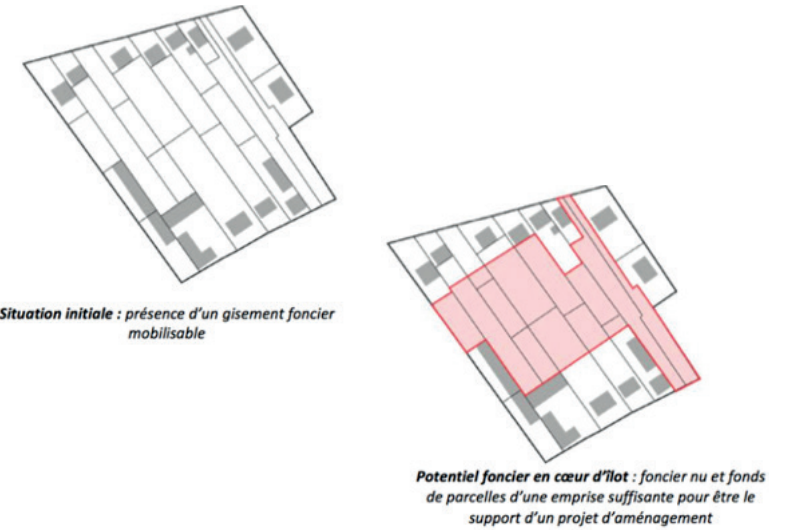 Situation initiale : présence d'un gisement foncier
mobilisable
Potentiel foncier en cœur d'îlot : foncier nu et fonds
de parcelles d'une emprise suffisante pour être le
support d'un projet d'aménagement